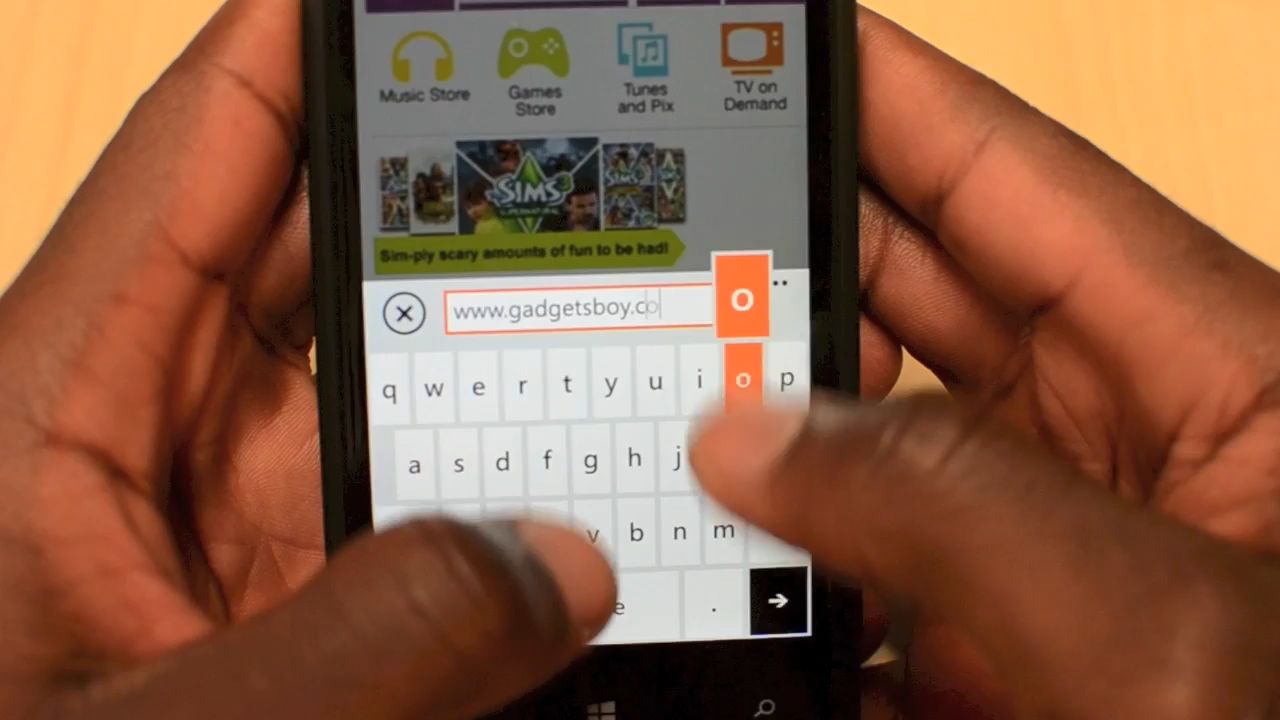 Music Store
Games
Store
Tunes
and Pix
TV on
Demand
SIMS 3
Sim-ply scary amounts of fun to be had!
www.gadgetsboy.co
o
q w e r t y u i o p
a s d f g h j
v b n m
e .